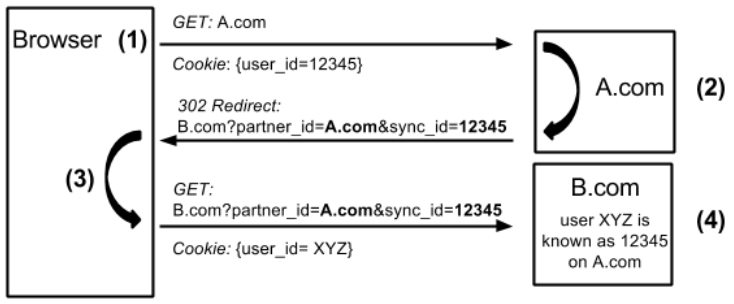 GET: A.com
Browser (1)
Cookie: {user_id=12345}
A.com (2)
302 Redirect:
B.com?partner_id=A.com&sync_id=12345
(3)
GET:
B.com?partner_id=A.com&sync_id=12345
Cookie: {user_id= XYZ}
B.com
user XYZ is
known as 12345
on A.com
(4)